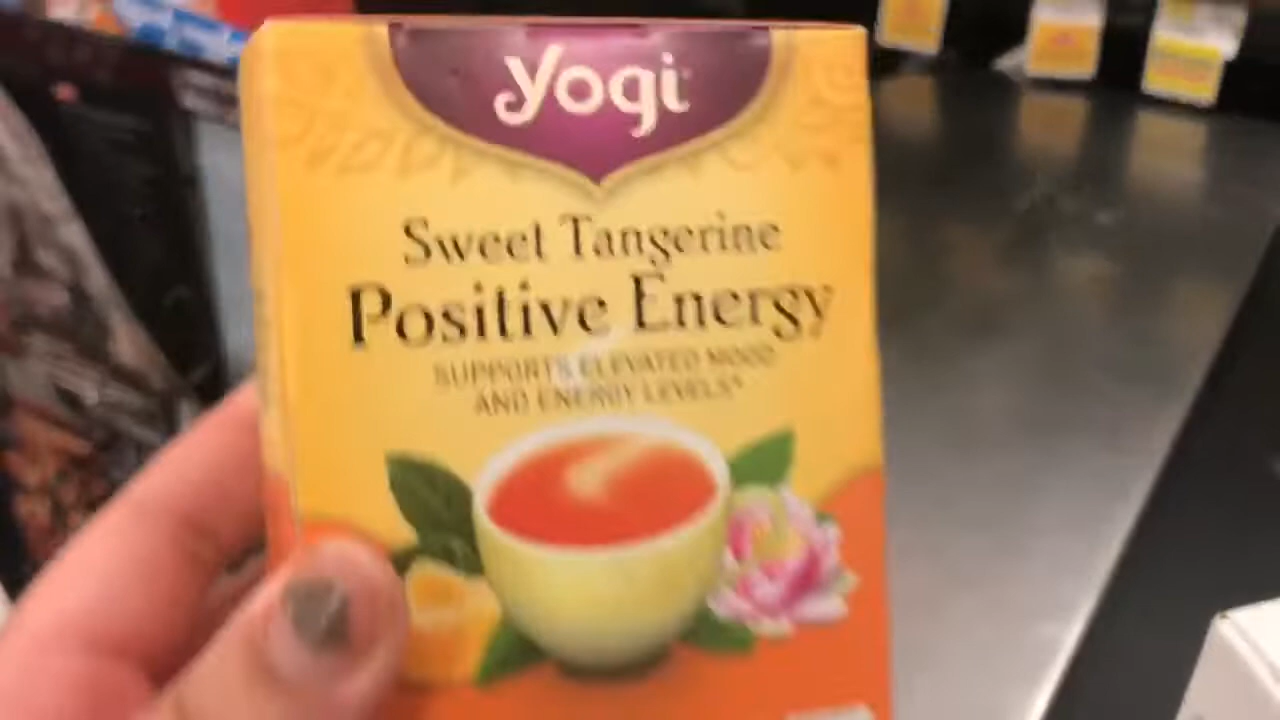 yogi
Sweet Tangerine
Positive Energy
SUPPORTS ELEVATED MOOD
AND ENERGY LEVELS*